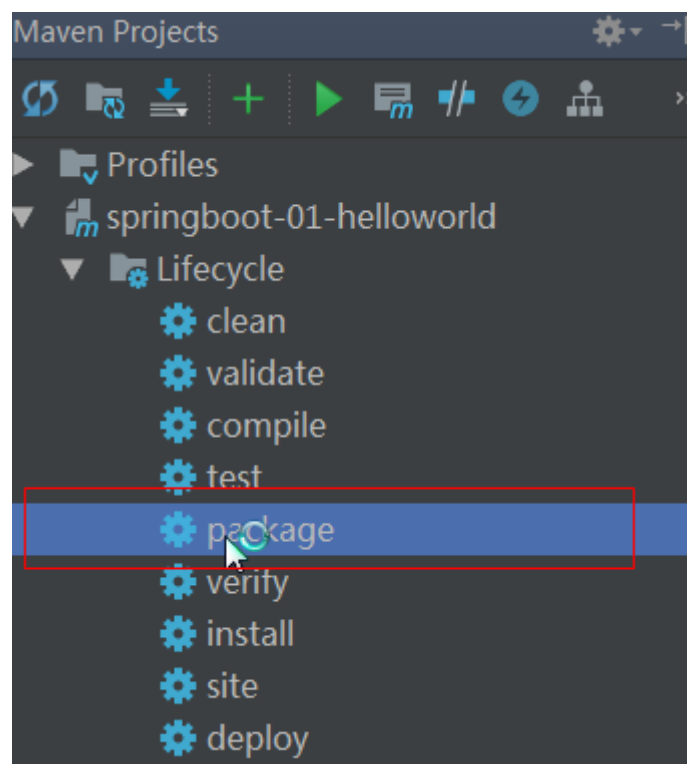 Maven Projects
Profiles
springboot-01-helloworld
Lifecycle
clean
validate
compile
test
package
verify
install
site
deploy